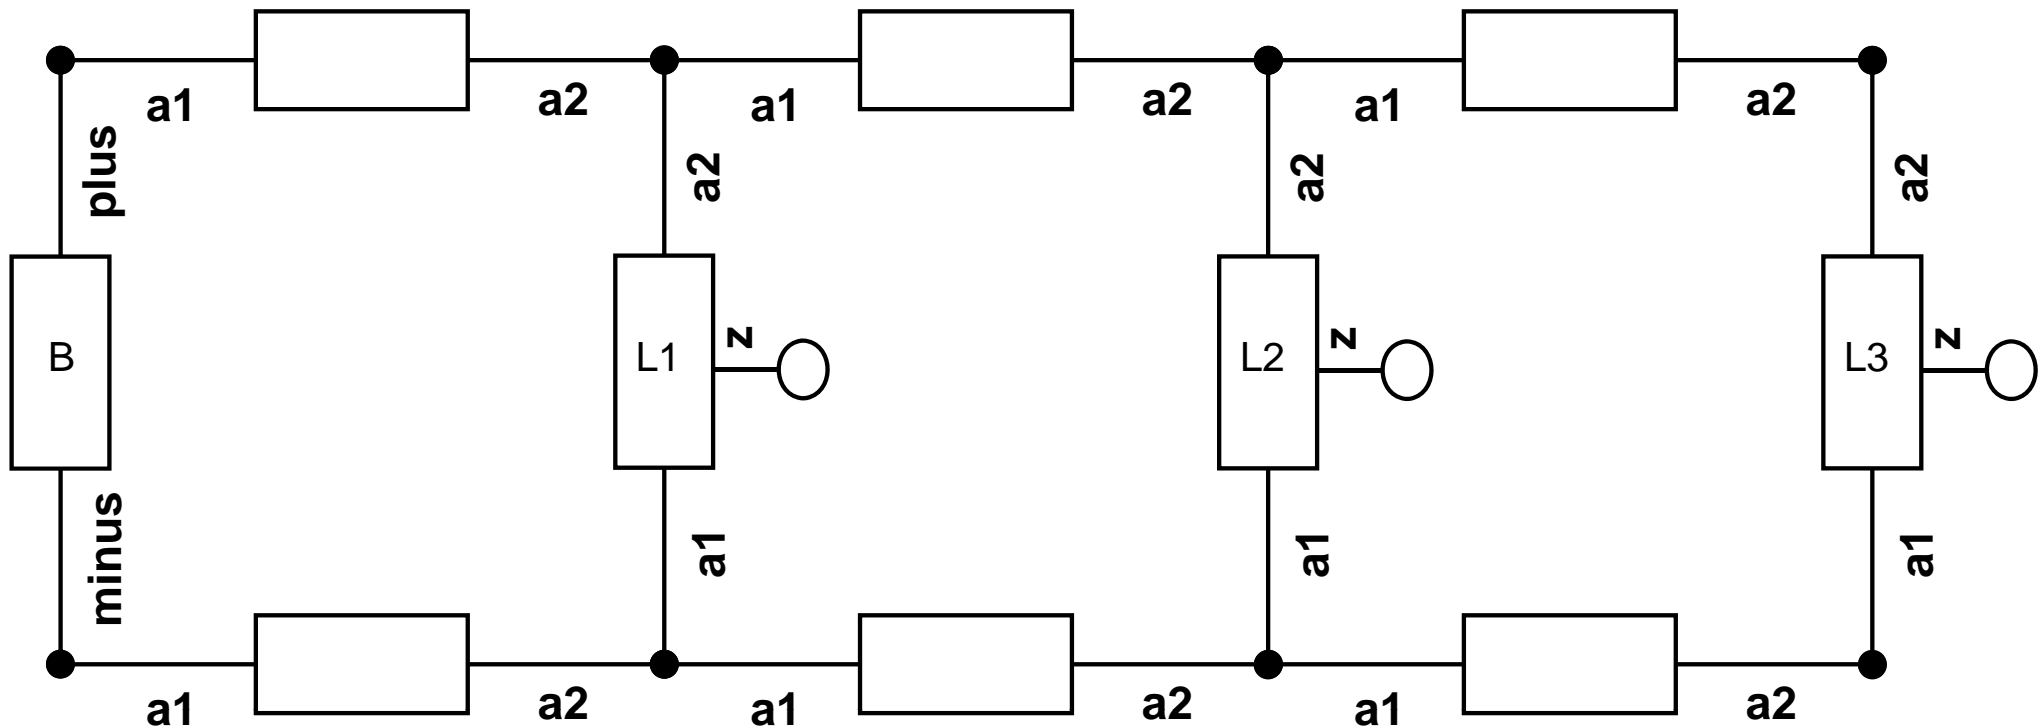 a1 a2 a1 a2 a1 a2
plus a2 a2 a2
B L1 z L2 z L3 z
minus a1 a1 a1
a1 a2 a1 a2 a1 a2